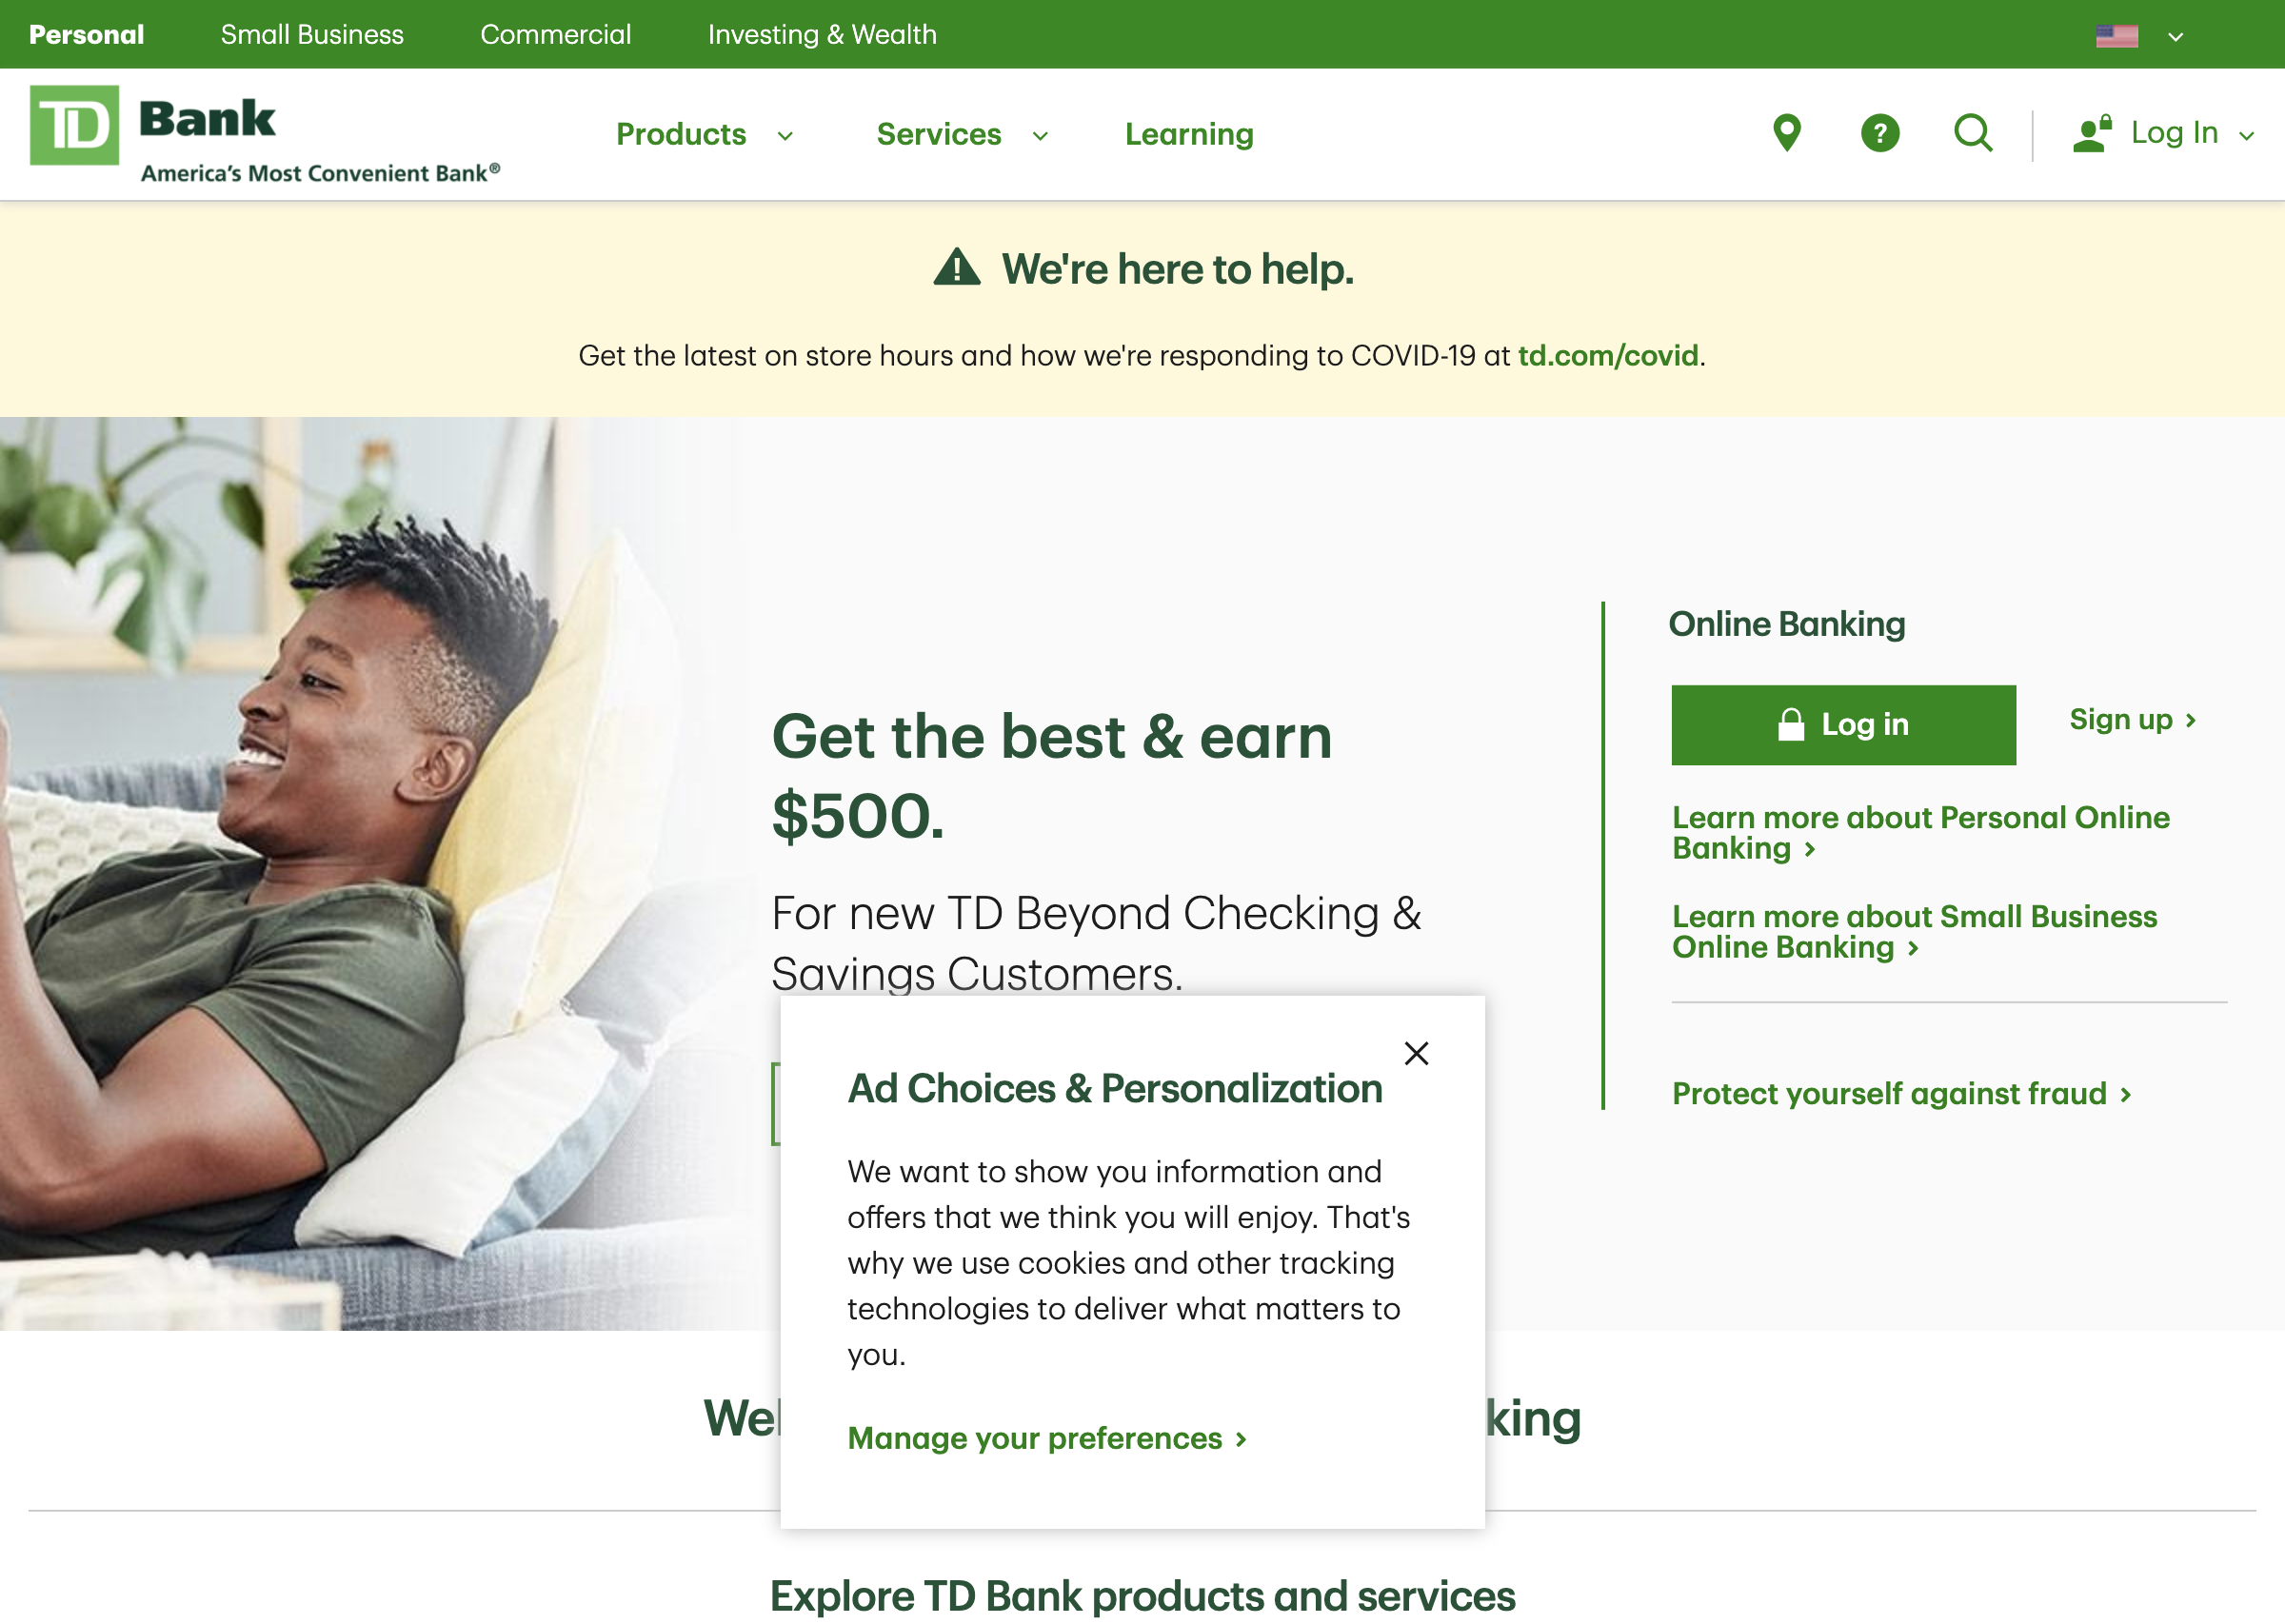 Personal Small Business Commercial Investing & Wealth
TD Bank
America's Most Convenient Bank®
Products Services Learning ? Log In
We're here to help.
Get the latest on store hours and how we're responding to COVID-19 at td.com/covid.
Get the best & earn
$500.
For new TD Beyond Checking &
Savings Customers.
Online Banking
Log in Sign up ›
Learn more about Personal Online
Banking ›
Learn more about Small Business
Online Banking ›
Protect yourself against fraud ›
Ad Choices & Personalization
We want to show you information and
offers that we think you will enjoy. That's
why we use cookies and other tracking
technologies to deliver what matters to
you.
Manage your preferences ›
Explore TD Bank products and services